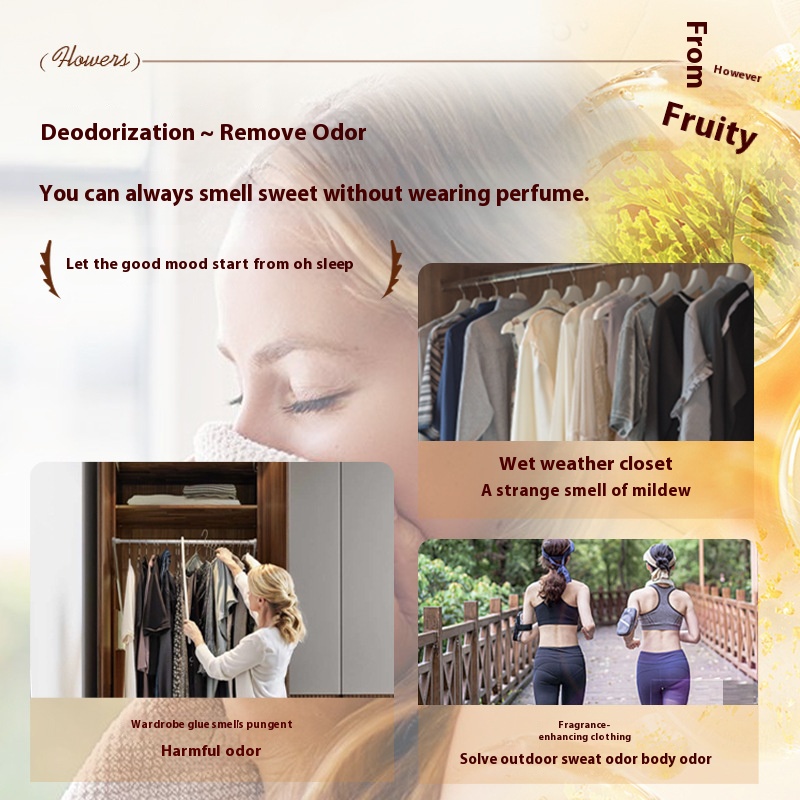 (Flowers)
From
However
Fruity
Deodorization ~ Remove Odor
You can always smell sweet without wearing perfume.
Let the good mood start from oh sleep
Wet weather closet
A strange smell of mildew
Wardrobe glue smells pungent
Harmful odor
Fragrance-
enhancing clothing
Solve outdoor sweat odor body odor